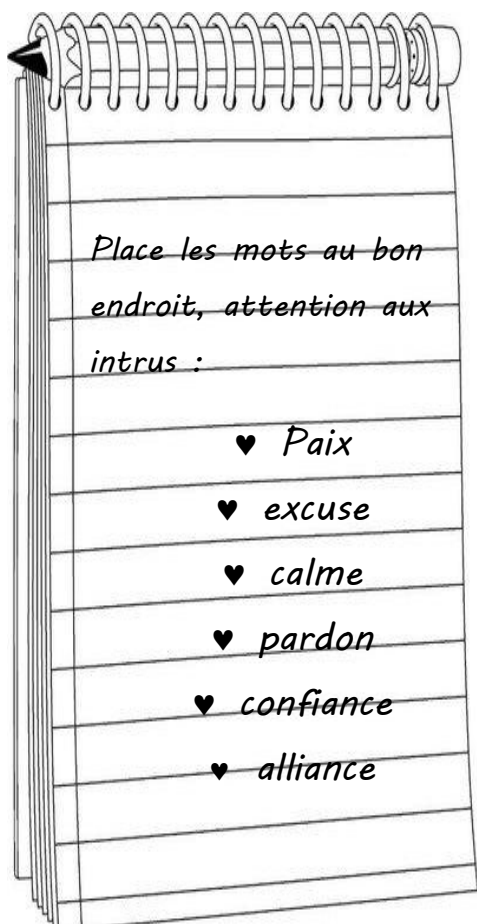 Place les mots au bon
endroit, attention aux
intrus :
♥ Paix
♥ excuse
♥ calme
♥ pardon
♥ confiance
♥ alliance